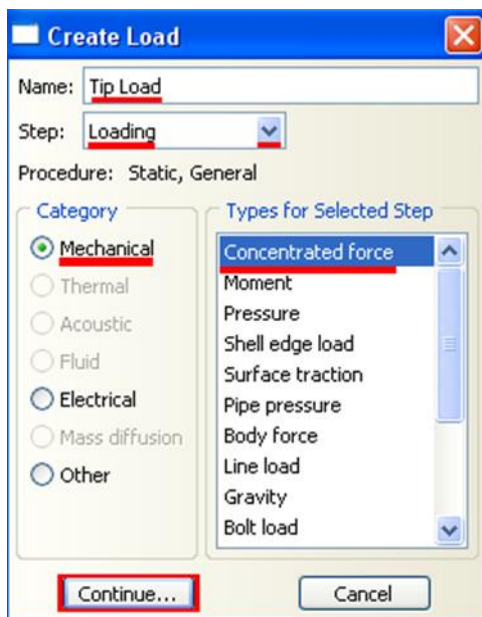 Create Load
Name: Tip Load
Step: Loading
Procedure: Static, General
Category
Mechanical
Thermal
Acoustic
Fluid
Electrical
Mass diffusion
Other
Types for Selected Step
Concentrated force
Moment
Pressure
Shell edge load
Surface traction
Pipe pressure
Body force
Line load
Gravity
Bolt load
Continue...
Cancel